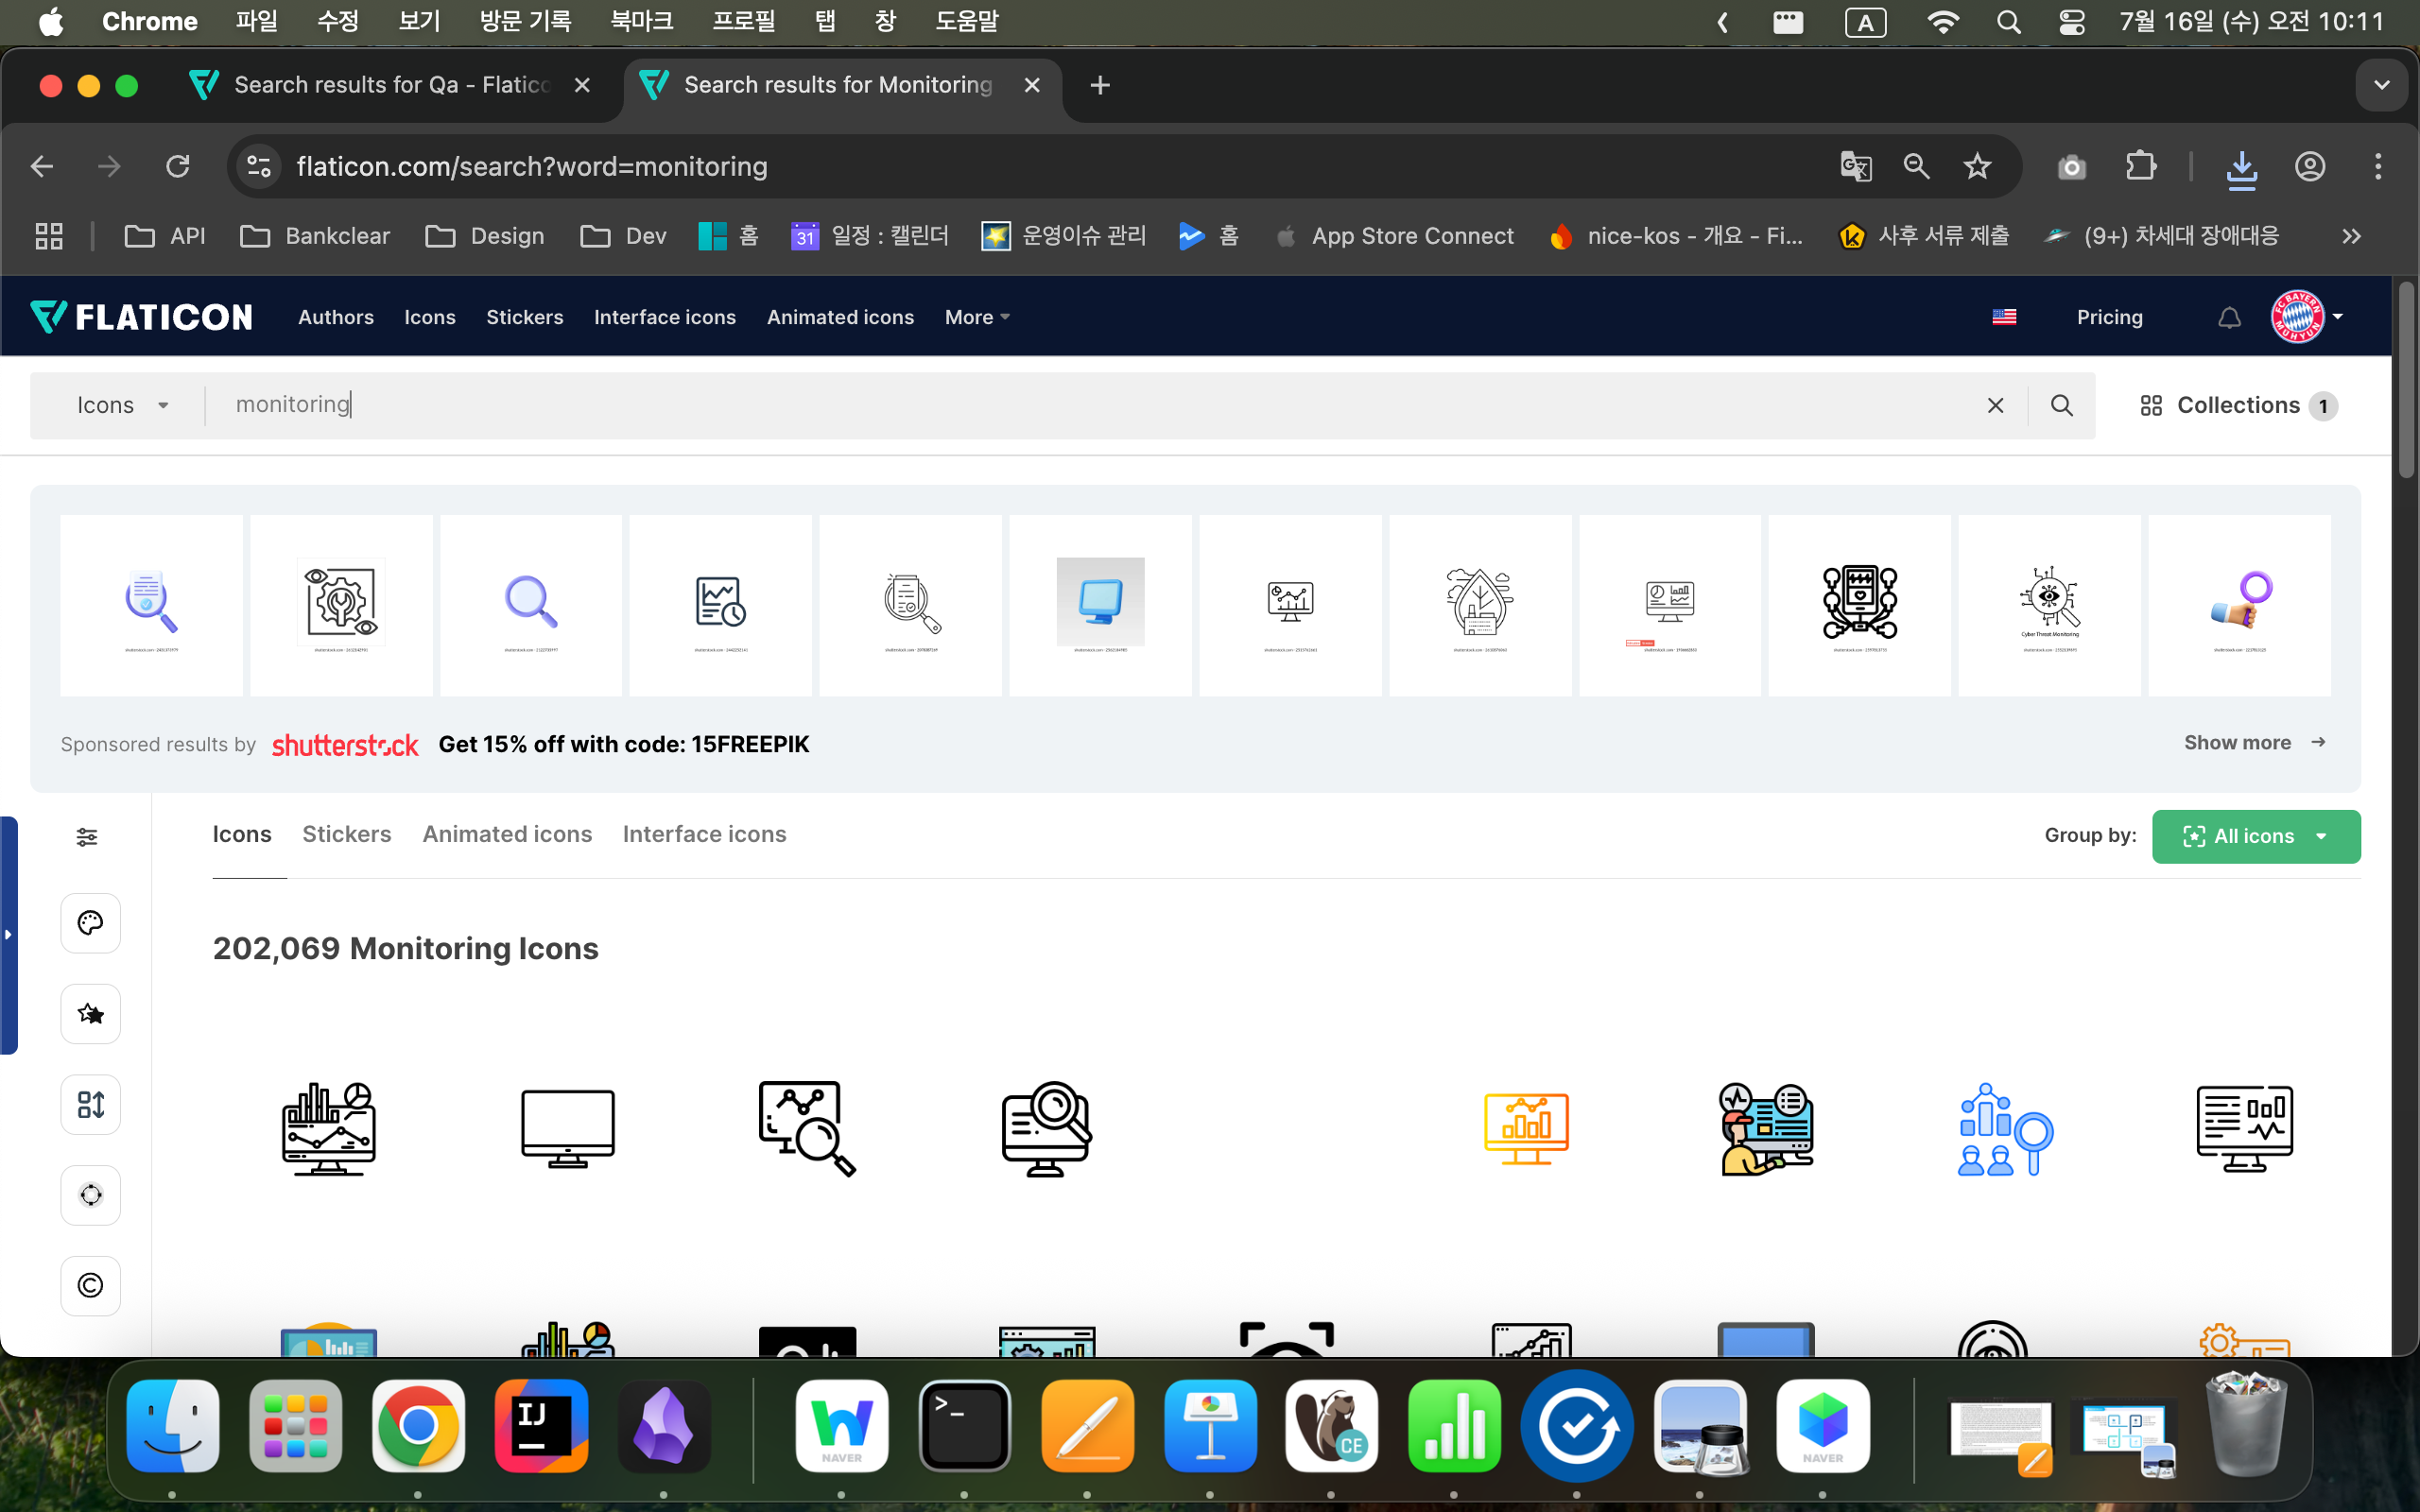 Chrome 파일 수정 보기 방문 기록 북마크 프로필 탭 창 도움말 A 7월 16일 (수) 오전 10:11
Search results for Qa - Flatico Search results for Monitoring
flaticon.com/search?word=monitoring
API Bankclear Design Dev 홈 31 일정 : 캘린더 운영이슈 관리 홈 App Store Connect nice-kos - 개요 - Fi... 사후 서류 제출 (9+) 차세대 장애대응
FLATICON Authors Icons Stickers Interface icons Animated icons More Pricing
Icons monitoring Collections 1
Cyber Threat Monitoring
Sponsored results by shutterstock Get 15% off with code: 15FREEPIK Show more
Icons Stickers Animated icons Interface icons Group by: All icons
202,069 Monitoring Icons
IJ NAVER CE NAVER